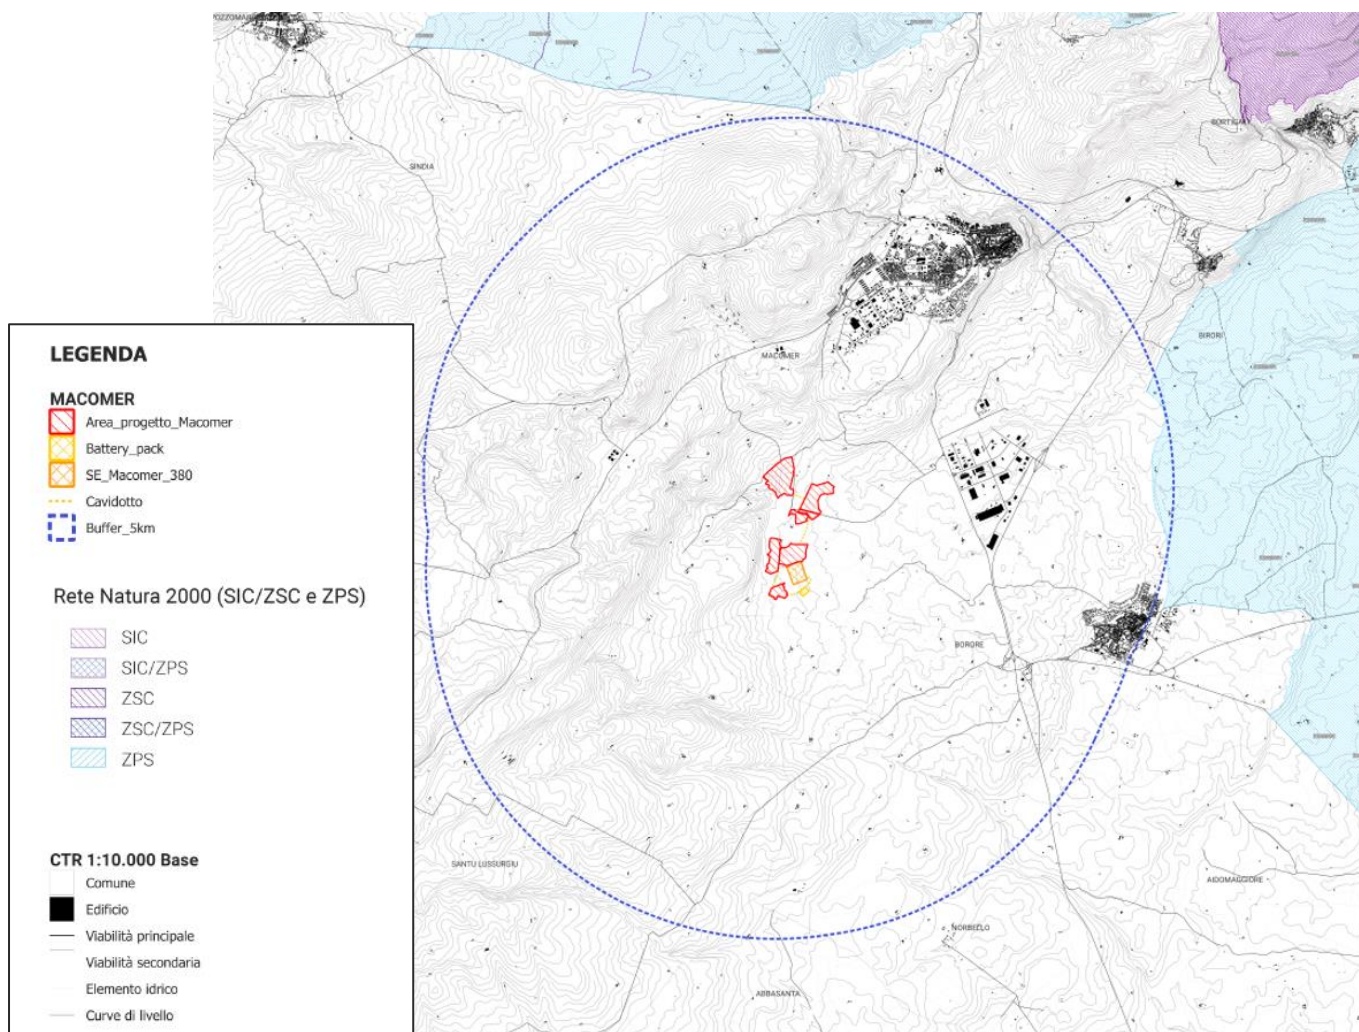 SINDIA
BORTIGALI
BIRORI
MACOMER
BORORE
SANTU LUSSURGIU
AIDOMAGGIORE
NORBELLO
ABBASANTA
LEGENDA
MACOMER
Area_progetto_Macomer
Battery_pack
SE_Macomer_380
Cavidotto
Buffer_5km
Rete Natura 2000 (SIC/ZSC e ZPS)
SIC
SIC/ZPS
ZSC
ZSC/ZPS
ZPS
CTR 1:10.000 Base
Comune
Edificio
Viabilità principale
Viabilità secondaria
Elemento idrico
Curve di livello